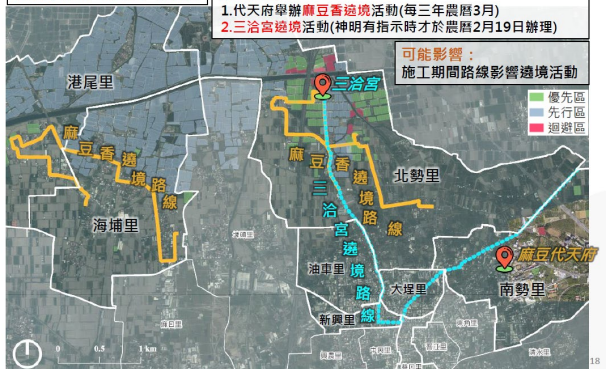 1.代天府舉辦麻豆香遶境活動(每三年農曆3月)
2.三洽宮遶境活動(神明有指示時才於農曆2月19日辦理)
可能影響：
施工期間路線影響遶境活動
優先區
先行區
迴避區
港尾里
三洽宮
麻豆香遶境路線
麻豆香遶境路線
北勢里
海埔里
三洽宮遶境路線
麻豆代天府
油車里
大埕里
南勢里
新興里
麻口里
清水里
0 0.5 1 km
18